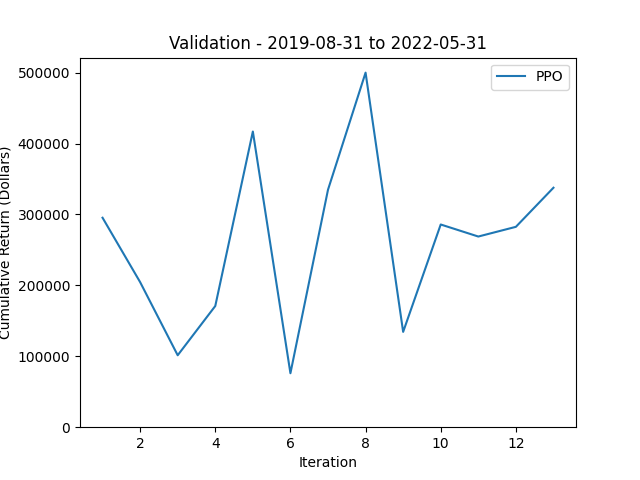 Validation - 2019-08-31 to 2022-05-31
PPO
Cumulative Return (Dollars)
500000
400000
300000
200000
100000
0
2 4 6 8 10 12
Iteration